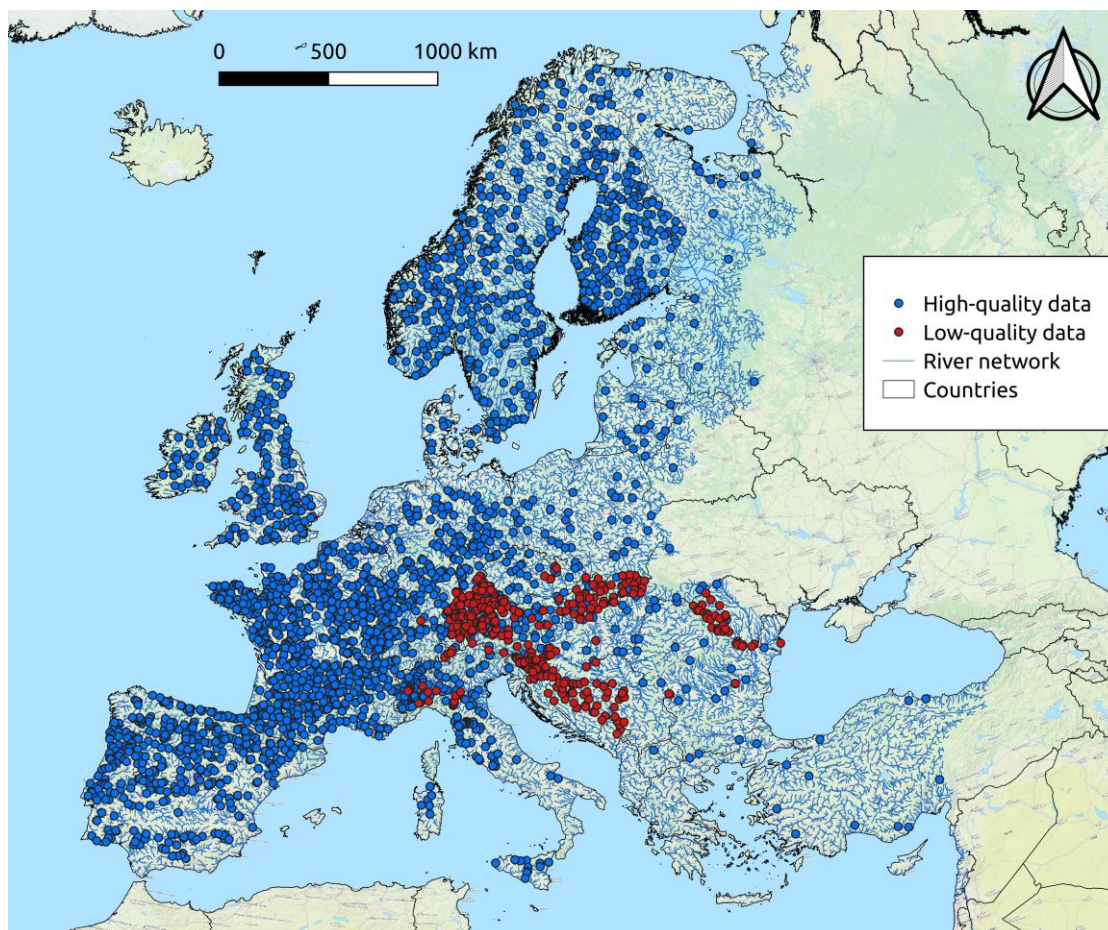 0 500 1000 km
High-quality data
Low-quality data
River network
Countries